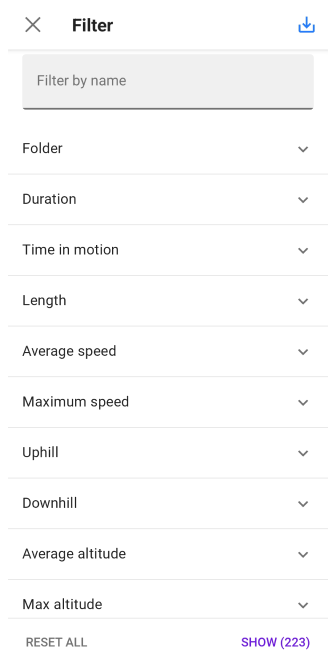 Filter
Filter by name
Folder
Duration
Time in motion
Length
Average speed
Maximum speed
Uphill
Downhill
Average altitude
Max altitude
RESET ALL
SHOW (223)